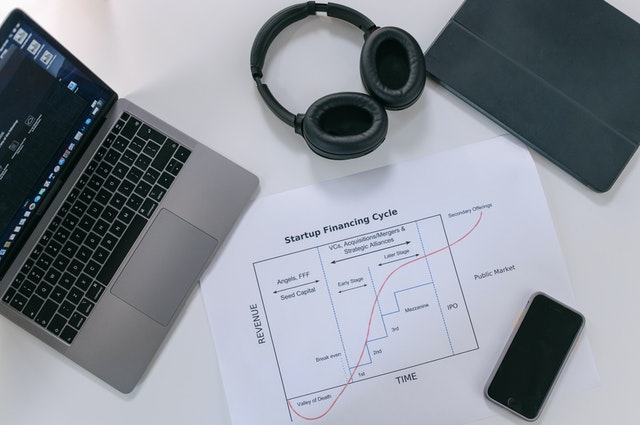 Startup Financing Cycle
VCs, Acquisitions/Mergers &
Strategic Alliances
Secondary Offerings
Angels, FFF
Seed Capital
Early Stage
Later Stage
Public Market
REVENUE
Mezzanine
IPO
Break even
3rd
2nd
1st
TIME
Valley of Death